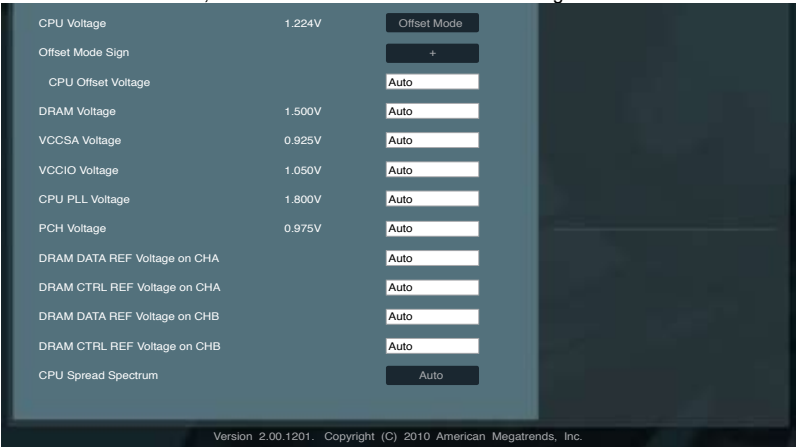 CPU Voltage 1.224V Offset Mode
Offset Mode Sign +
CPU Offset Voltage Auto
DRAM Voltage 1.500V Auto
VCCSA Voltage 0.925V Auto
VCCIO Voltage 1.050V Auto
CPU PLL Voltage 1.800V Auto
PCH Voltage 0.975V Auto
DRAM DATA REF Voltage on CHA Auto
DRAM CTRL REF Voltage on CHA Auto
DRAM DATA REF Voltage on CHB Auto
DRAM CTRL REF Voltage on CHB Auto
CPU Spread Spectrum Auto
Version 2.00.1201. Copyright (C) 2010 American Megatrends, Inc.